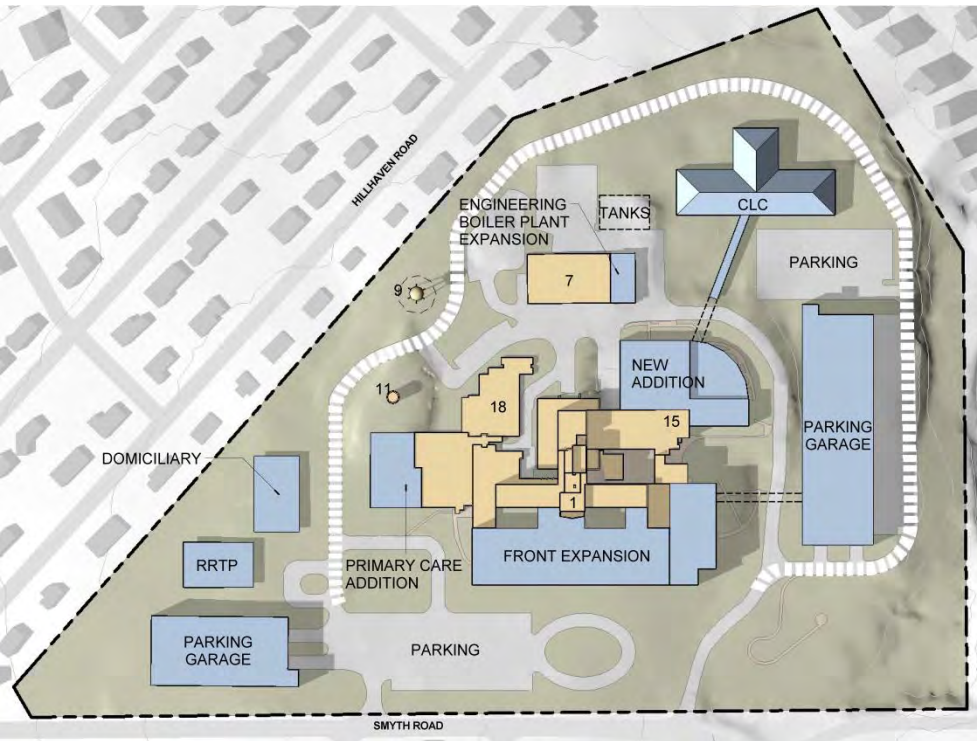 HILLHAVEN ROAD
ENGINEERING
BOILER PLANT
EXPANSION
TANKS
CLC
PARKING
7
9
NEW
ADDITION
11
18
15
PARKING
GARAGE
DOMICILIARY
1
FRONT EXPANSION
PRIMARY CARE
ADDITION
RRTP
PARKING
GARAGE
PARKING
SMYTH ROAD